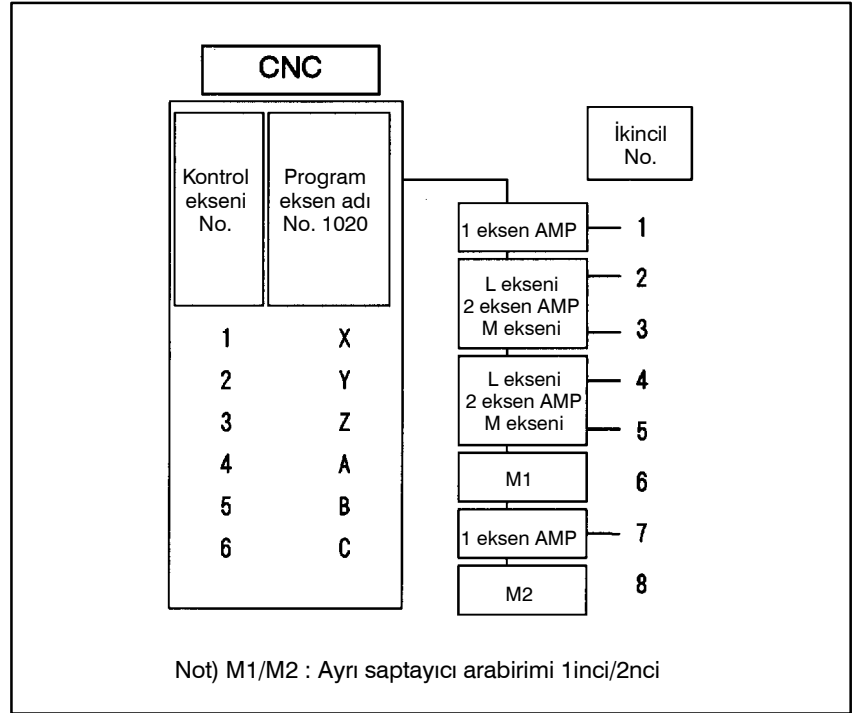 CNC
Kontrol
ekseni
No.
Program
eksen adı
No. 1020
1 X
2 Y
3 Z
4 A
5 B
6 C
İkincil
No.
1 eksen AMP 1
L ekseni 2
2 eksen AMP
M ekseni 3
L ekseni 4
2 eksen AMP
M ekseni 5
M1 6
1 eksen AMP 7
M2 8
Not) M1/M2 : Ayrı saptayıcı arabirimi 1inci/2nci